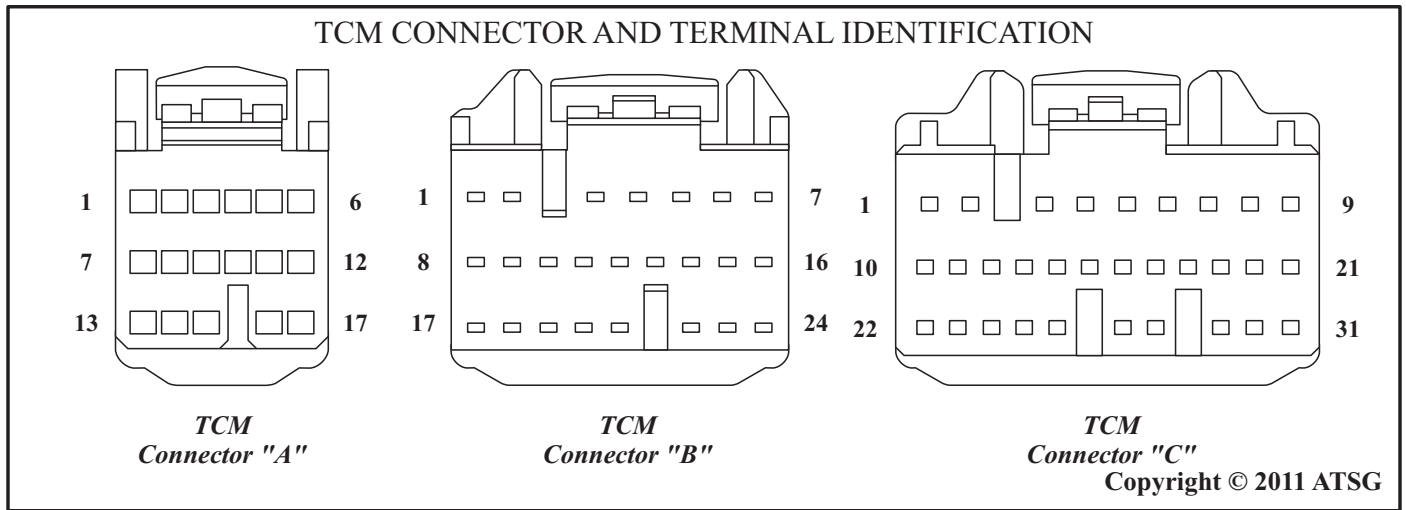 TCM CONNECTOR AND TERMINAL IDENTIFICATION
1 6 1 7 1 9
7 12 8 16 10 21
13 17 17 24 22 31
TCM TCM TCM
Connector "A" Connector "B" Connector "C"
Copyright © 2011 ATSG